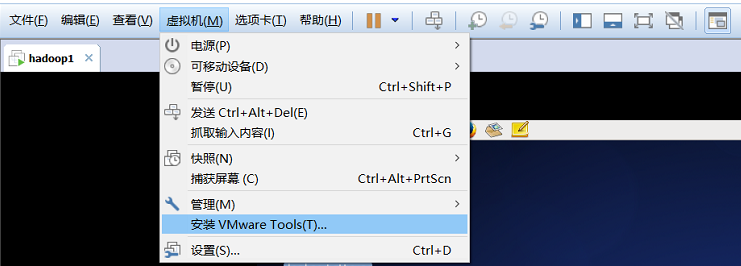 文件(F) 编辑(E) 查看(V) 虚拟机(M) 选项卡(T) 帮助(H)
hadoop1
电源(P)
可移动设备(D)
暂停(U) Ctrl+Shift+P
发送 Ctrl+Alt+Del(E)
抓取输入内容(I) Ctrl+G
快照(N)
捕获屏幕 (C) Ctrl+Alt+PrtScn
管理(M)
安装 VMware Tools(T)...
设置(S)... Ctrl+D